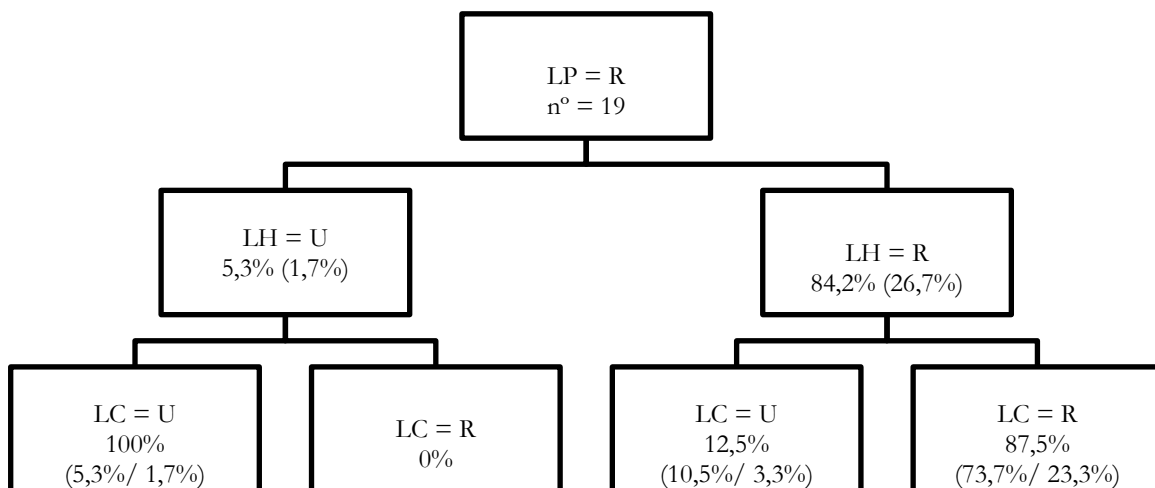 LP = R
nº = 19
LH = U
5,3% (1,7%)
LH = R
84,2% (26,7%)
LC = U
100%
(5,3%/ 1,7%)
LC = R
0%
LC = U
12,5%
(10,5%/ 3,3%)
LC = R
87,5%
(73,7%/ 23,3%)